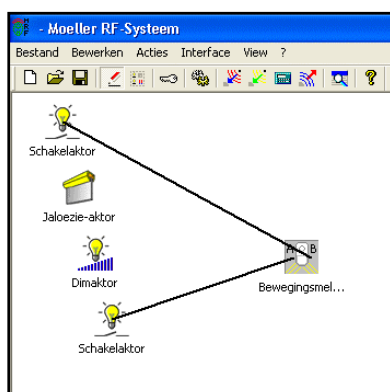 - Moeller RF-Systeem
Bestand Bewerken Acties Interface View ?
Schakelaktor
Jaloezie-aktor
A B
Dimaktor
Bewegingsmel...
Schakelaktor